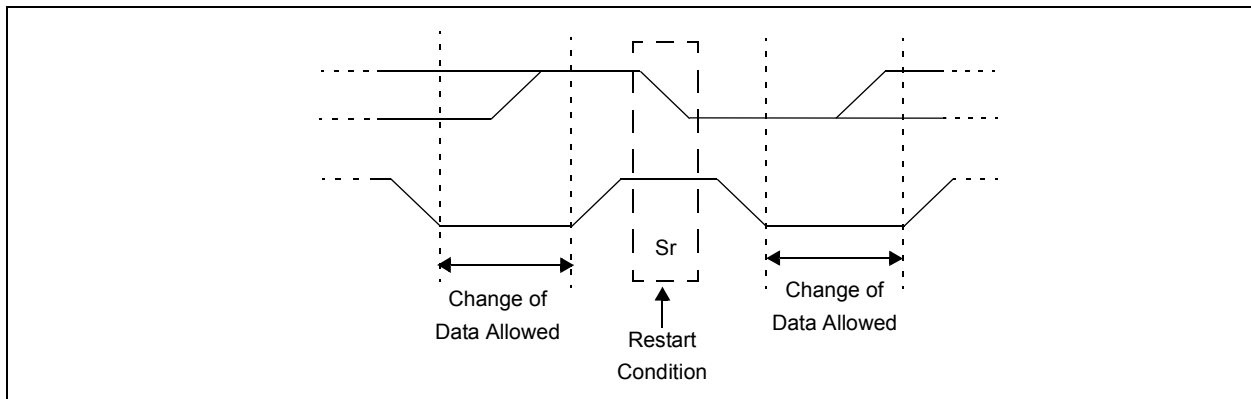 Sr
Change of
Data Allowed
Restart
Condition
Change of
Data Allowed